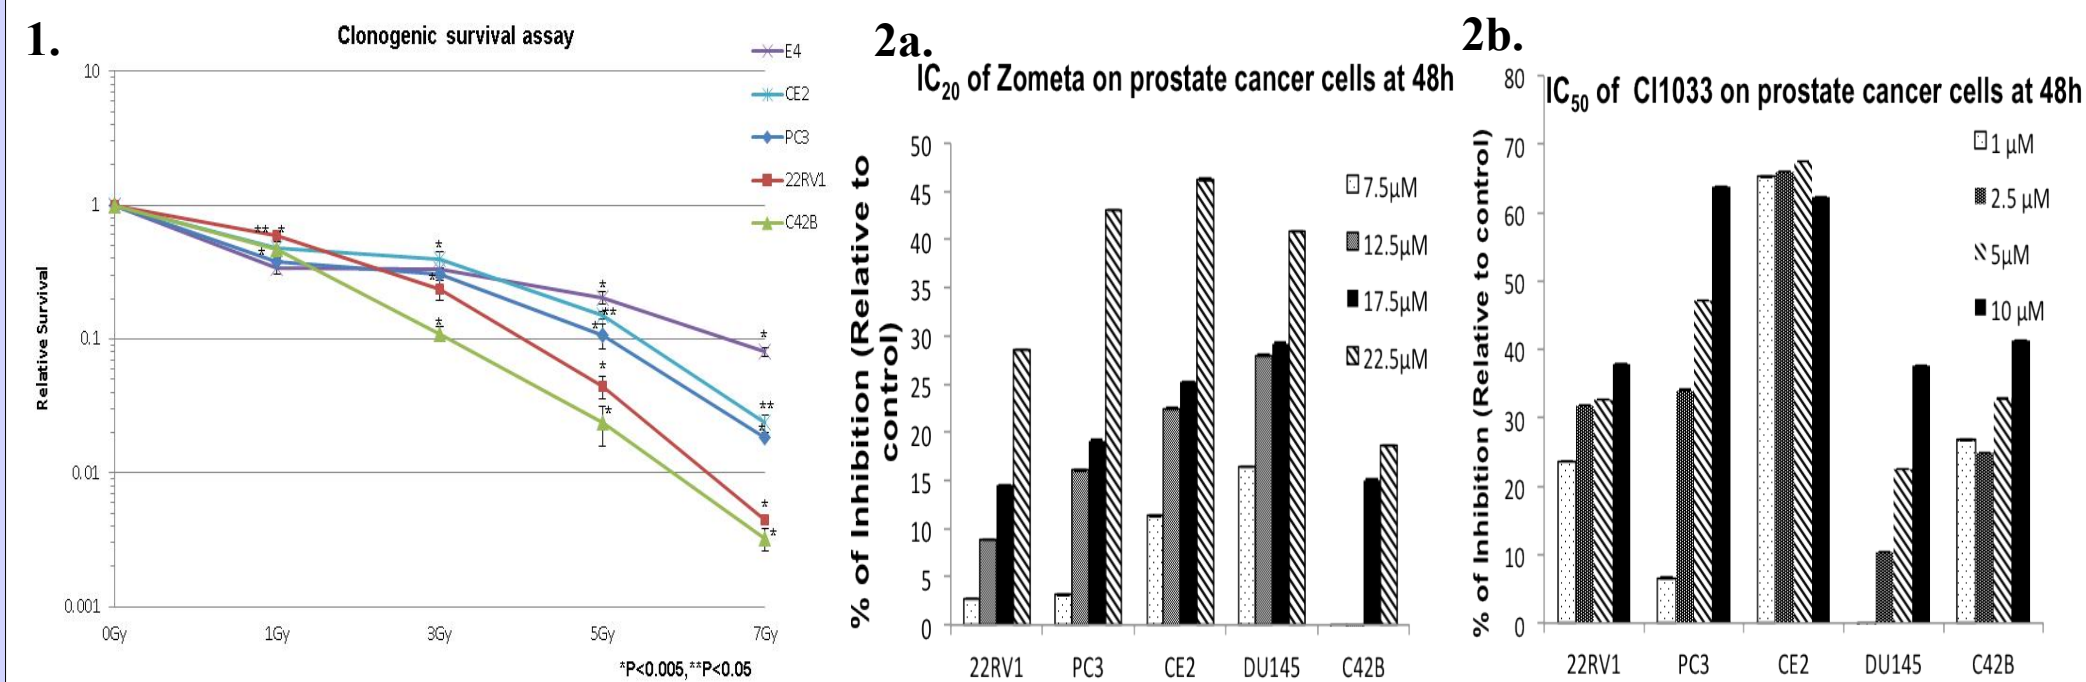 1.
Clonogenic survival assay
E4
CE2
PC3
22RV1
C42B
10
1
0.1
0.01
0.001
Relative Survival
** *
*
*
*
*
*
**
*
*
*
*
**
*
*
*
0Gy 1Gy 3Gy 5Gy 7Gy
*P<0.005,**P<0.05
2a.
IC20 of Zometa on prostate cancer cells at 48h
% of Inhibition (Relative to
control)
50
45
40
35
30
25
20
15
10
5
0
7.5µM
12.5µM
17.5µM
22.5µM
22RV1 PC3 CE2 DU145 C42B
2b.
IC50 of CI1033 on prostate cancer cells at 48h
% of Inhibition (Relative to control)
80
70
60
50
40
30
20
10
0
1 µM
2.5 µM
5µM
10 µM
22RV1 PC3 CE2 DU145 C42B